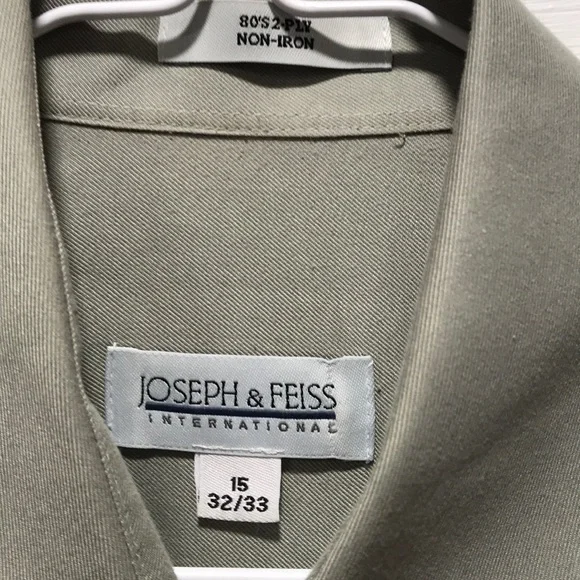 80'S 2-PLY
NON-IRON
JOSEPH & FEISS
INTERNATIONAL
15
32/33